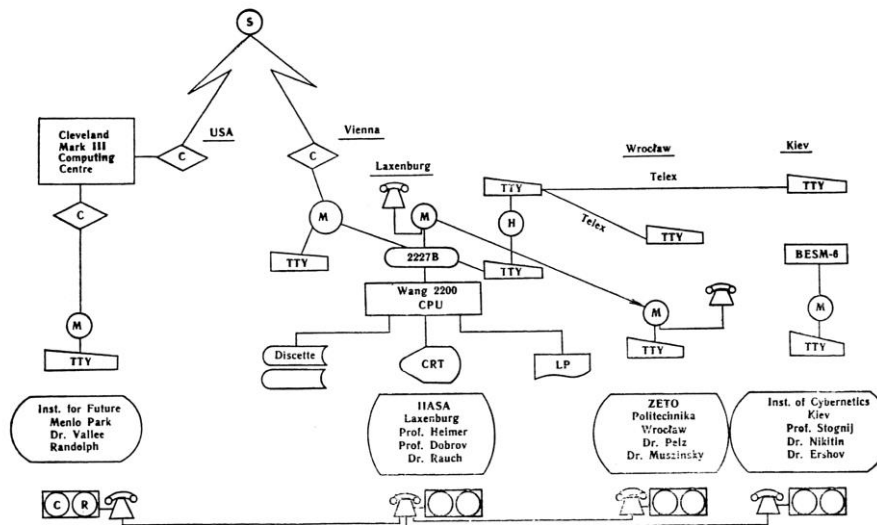 S
Cleveland
Mark III
Computing
Centre
C
USA
Vienna
C
Laxenburg
Wrocław
Kiev
C
M
M
TTY
Telex
TTY
H
Telex
TTY
TTY
2227B
TTY
BESM-6
Wang 2200
CPU
M
M
M
TTY
Discette
CRT
LP
TTY
TTY
Inst. for Future
Menlo Park
Dr. Vallee
Randolph
IIASA
Laxenburg
Prof. Heimer
Prof. Dobrov
Dr. Rauch
ZETO
Politechnika
Wrocław
Dr. Pelz
Dr. Muszinsky
Inst. of Cybernetics
Kiev
Prof. Stognij
Dr. Nikitin
Dr. Ershov
C
R